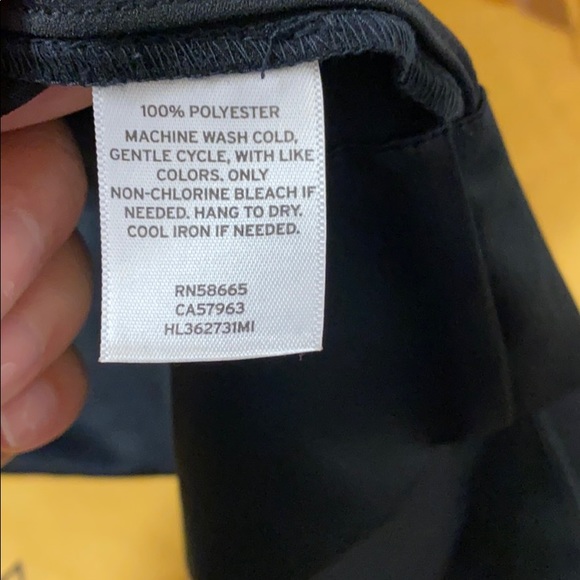 100% POLYESTER
MACHINE WASH COLD,
GENTLE CYCLE, WITH LIKE
COLORS. ONLY
NON-CHLORINE BLEACH IF
NEEDED. HANG TO DRY.
COOL IRON IF NEEDED.
RN58665
CA57963
HL362731MI